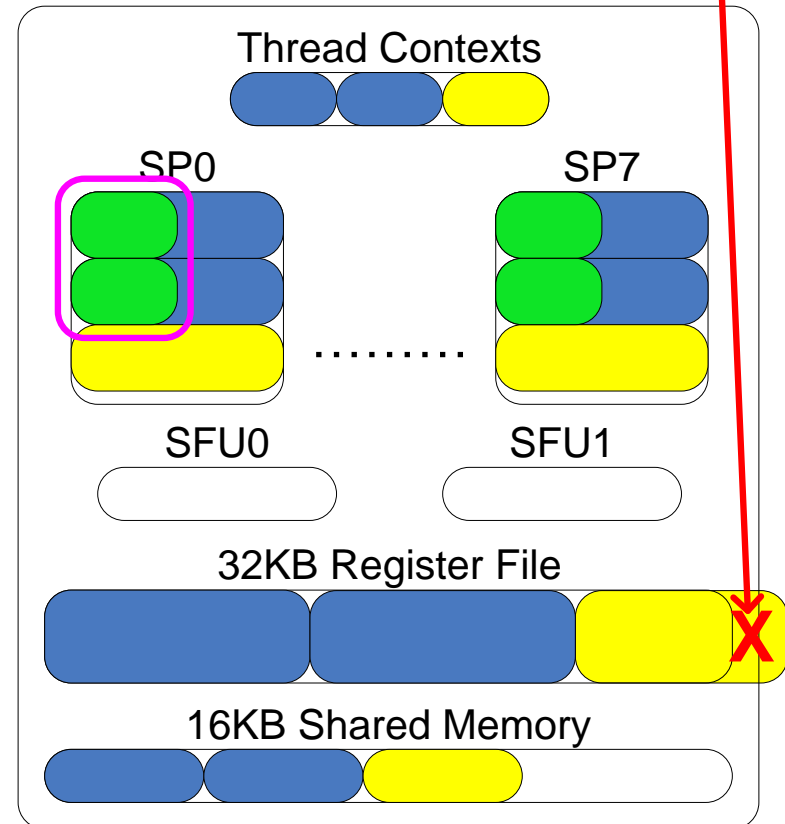 Thread Contexts
SP0 SP7
.........
SFU0 SFU1
32KB Register File
X
16KB Shared Memory